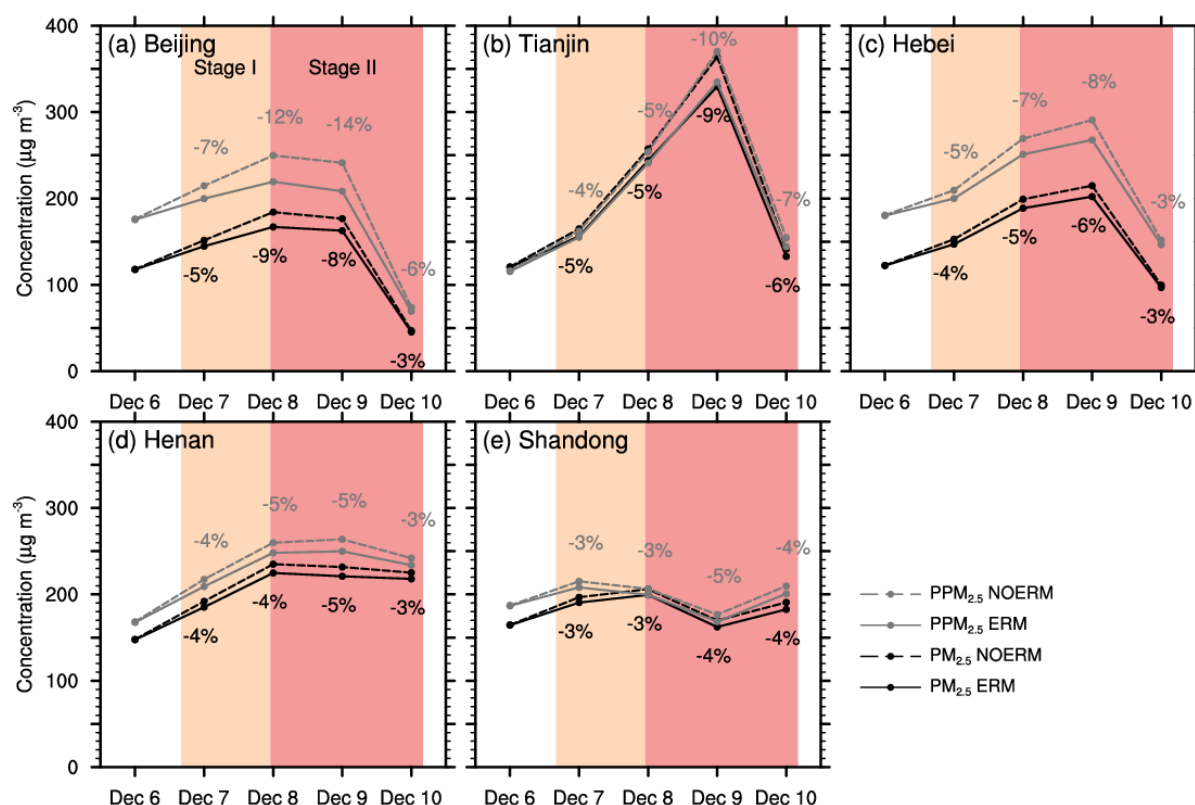 (a) Beijing
(b) Tianjin
(c) Hebei
Stage I
Stage II
400
300
200
100
0
Concentration (µg m⁻³)
-7%
-12%
-14%
-6%
-5%
-9%
-8%
-3%
-4%
-5%
-10%
-7%
-5%
-5%
-9%
-6%
-5%
-7%
-8%
-3%
-4%
-5%
-6%
-3%
Dec 6 Dec 7 Dec 8 Dec 9 Dec 10
Dec 6 Dec 7 Dec 8 Dec 9 Dec 10
Dec 6 Dec 7 Dec 8 Dec 9 Dec 10
(d) Henan
(e) Shandong
400
300
200
100
0
Concentration (µg m⁻³)
-4%
-5%
-5%
-3%
-4%
-4%
-5%
-3%
-3%
-3%
-5%
-4%
-3%
-3%
-4%
-4%
Dec 6 Dec 7 Dec 8 Dec 9 Dec 10
Dec 6 Dec 7 Dec 8 Dec 9 Dec 10
PPM₂.₅ NOERM
PPM₂.₅ ERM
PM₂.₅ NOERM
PM₂.₅ ERM